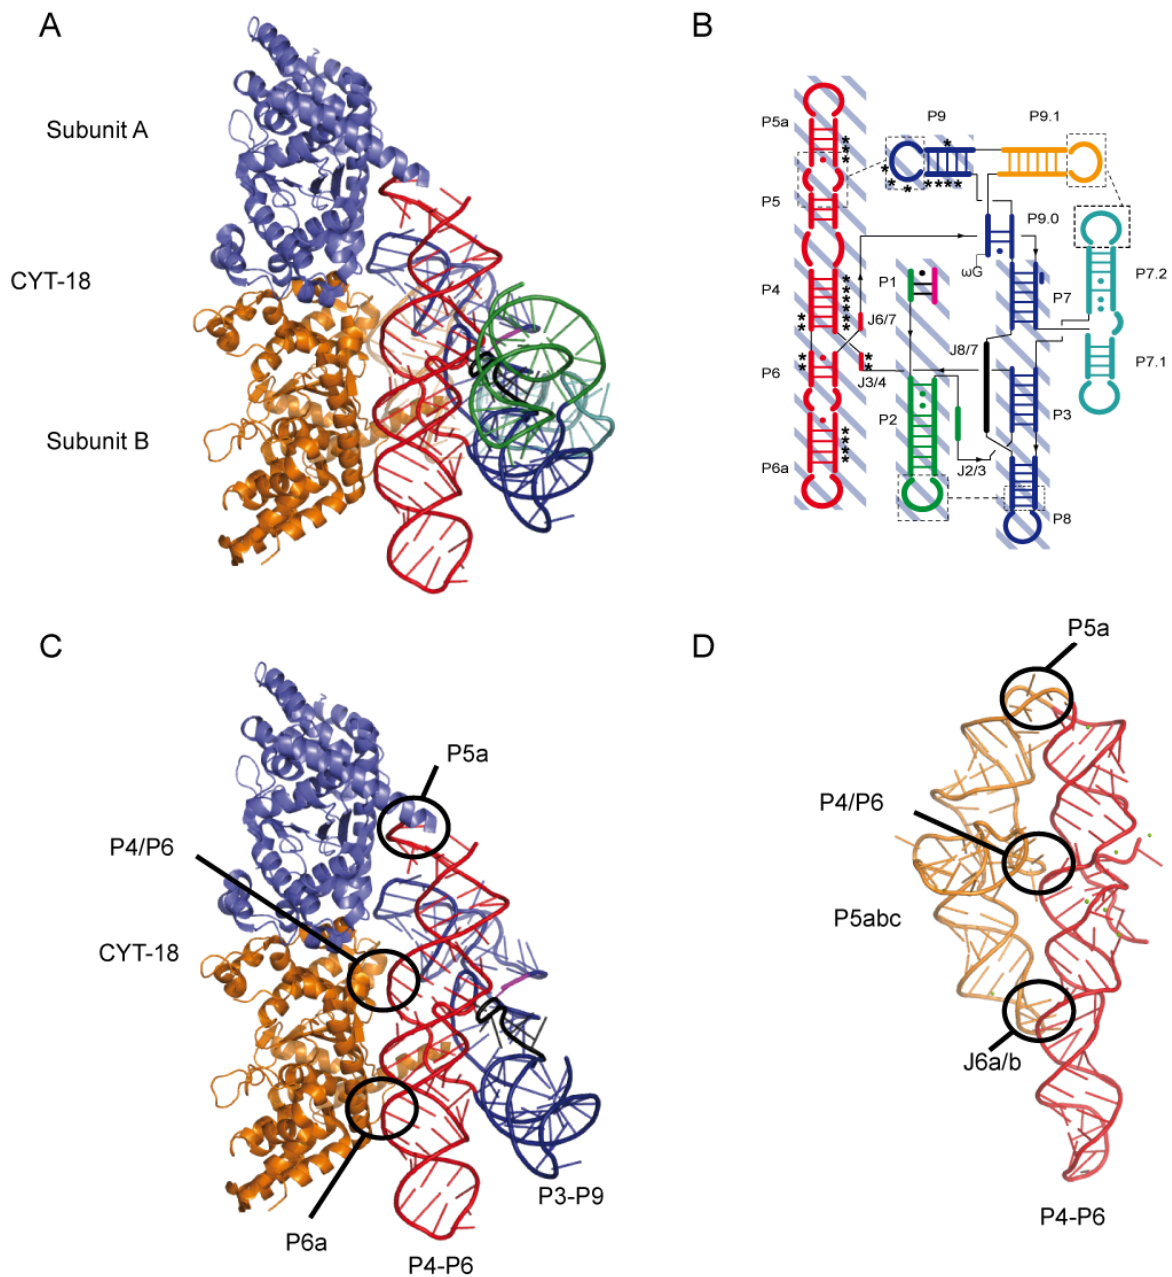 A
Subunit A
CYT-18
Subunit B
B
P5a
P9
P9.1
P5
P9.0
ωG
P7.2
P4
P1
P7
J6/7
J8/7
P7.1
P6
J3/4
P2
P3
J2/3
P6a
P8
C
P5a
P4/P6
CYT-18
P3-P9
P6a
P4-P6
D
P5a
P4/P6
P5abc
J6a/b
P4-P6